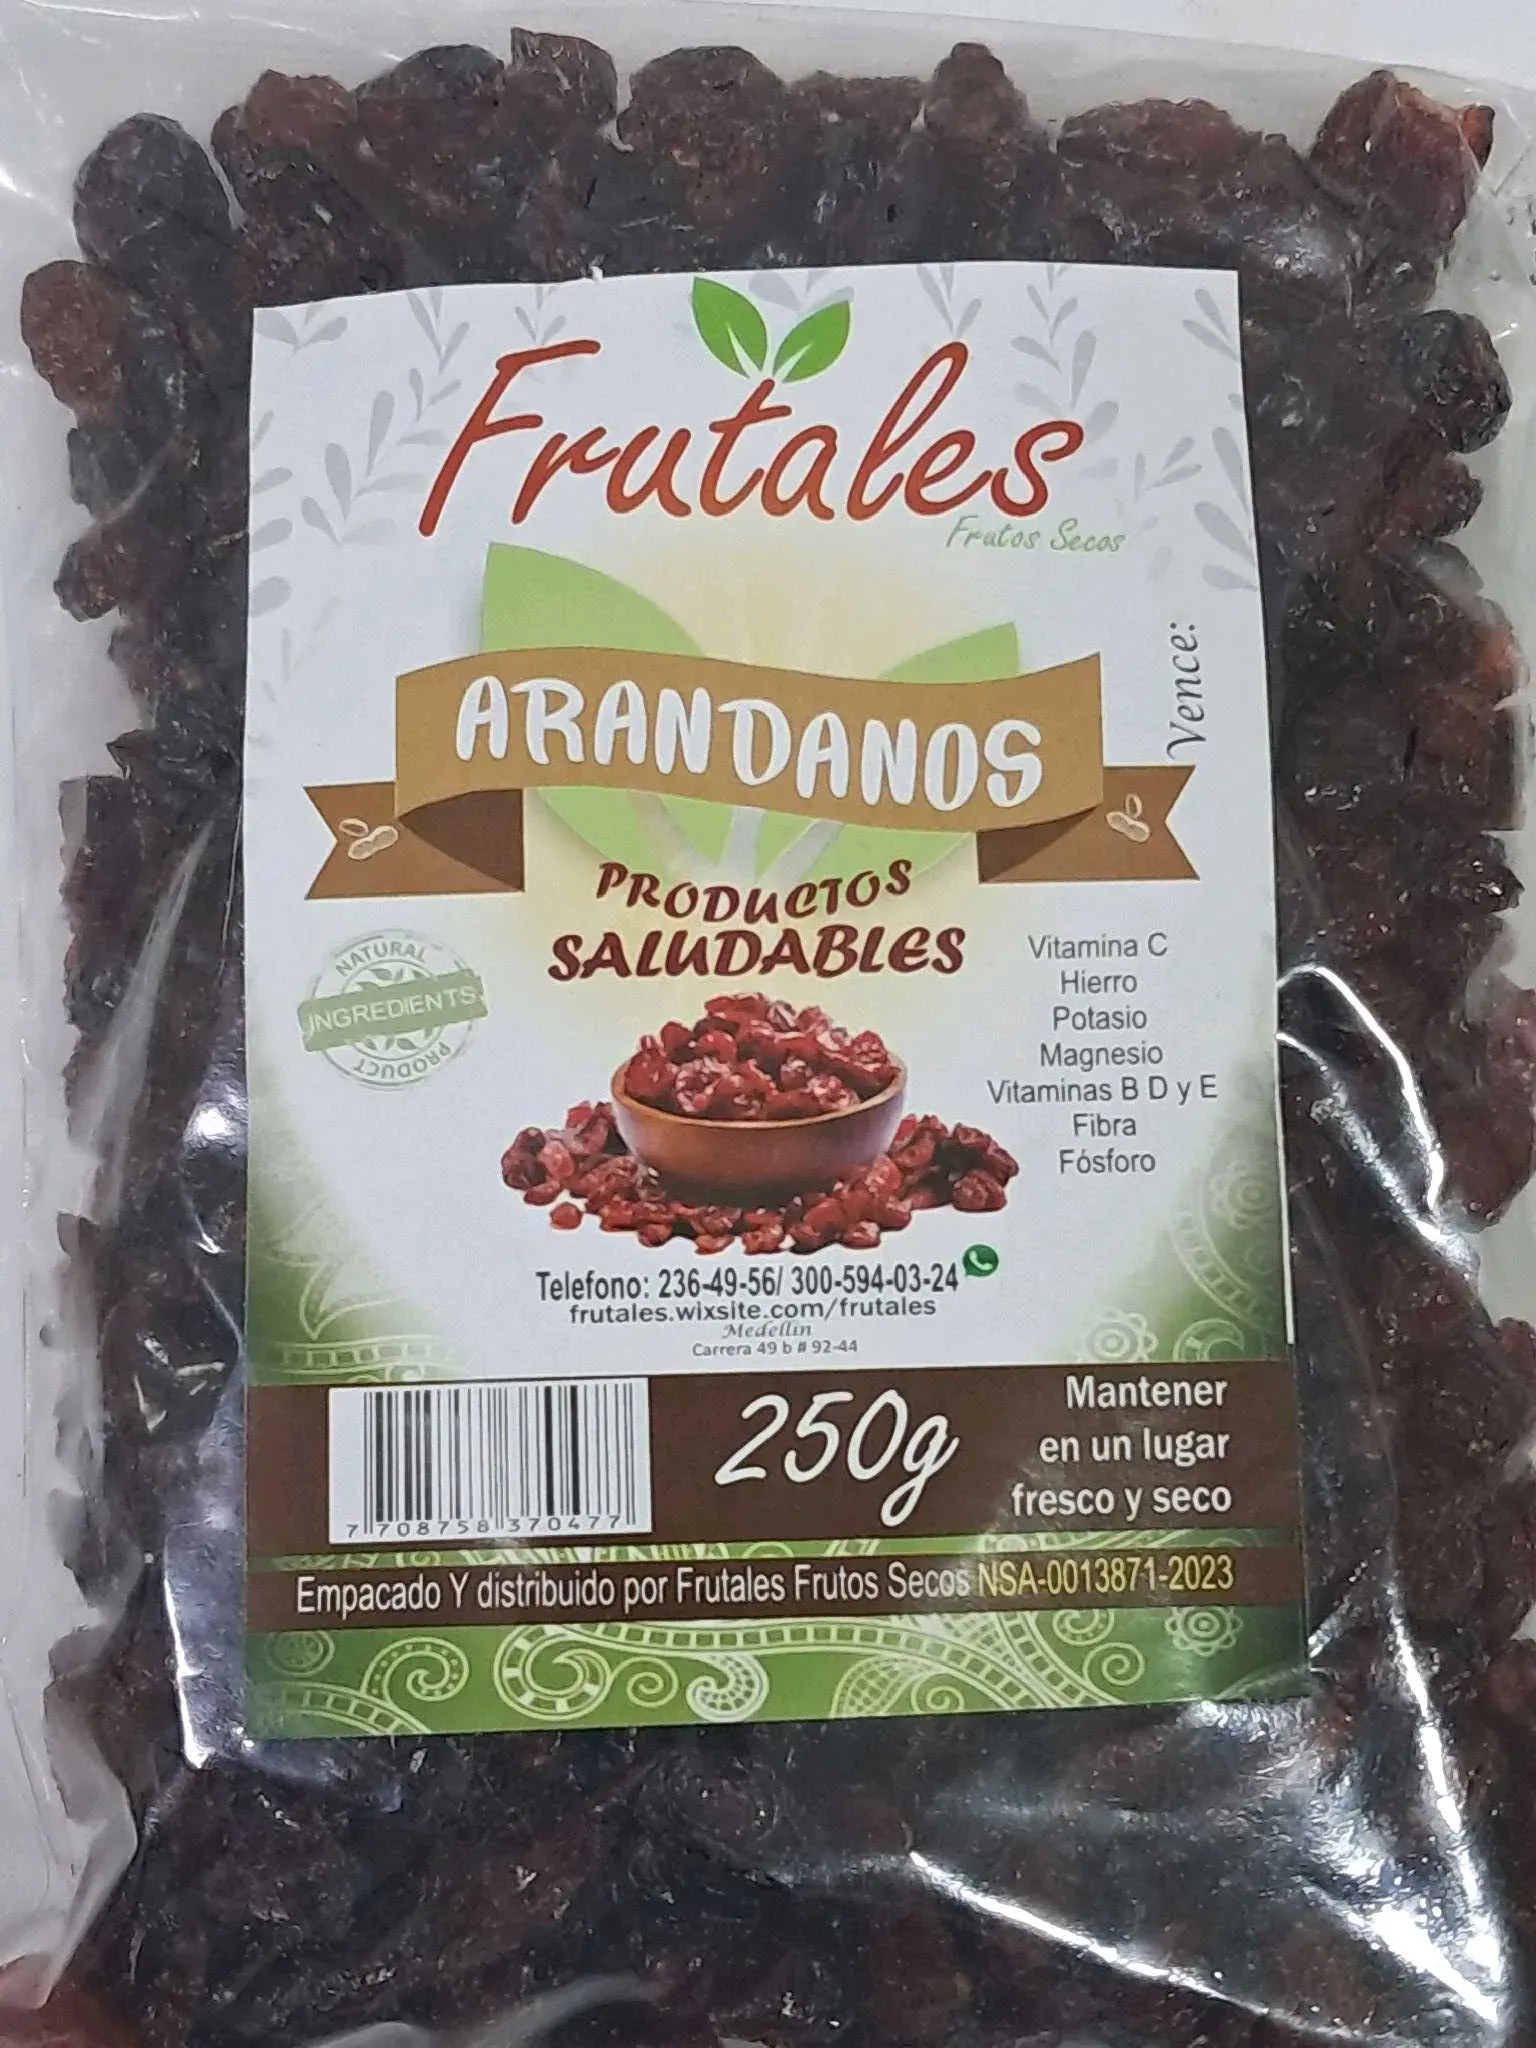 Frutales
Frutos Secos
Vence:
ARANDANOS
PRODUCTOS
SALUDABLES
NATURAL
INGREDIENTS
PRODUCT
Vitamina C
Hierro
Potasio
Magnesio
Vitaminas B D y E
Fibra
Fósforo
Telefono: 236-49-56/ 300-594-03-24
frutales.wixsite.com/frutales
Medellin
Carrera 49 b # 92-44
7 708758 370477
250g
Mantener
en un lugar
fresco y seco
Empacado Y distribuido por Frutales Frutos Secos NSA-0013871-2023